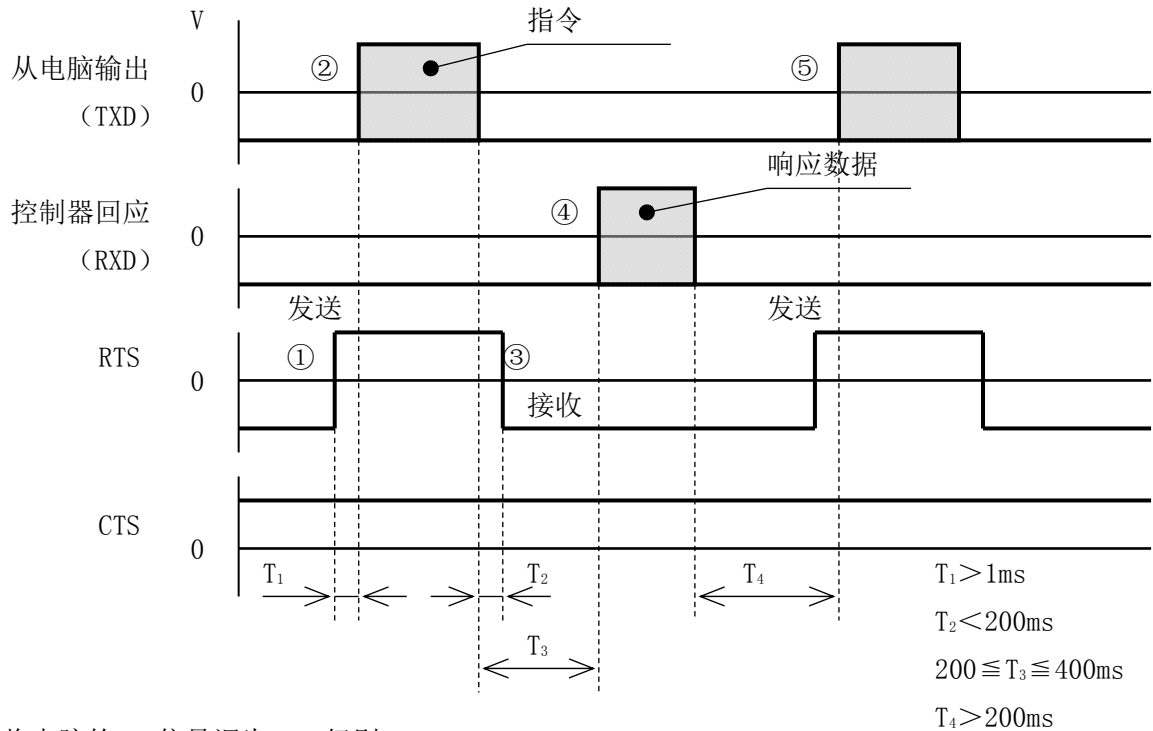 V
指令
从电脑输出
（TXD）
②
⑤
0
响应数据
控制器回应
（RXD）
④
0
发送
发送
RTS
①
③
0
接收
CTS
0
T₁
T₂
T₄
T₃
T₁＞1ms
T₂＜200ms
200≦T₃≦400ms
T₄＞200ms